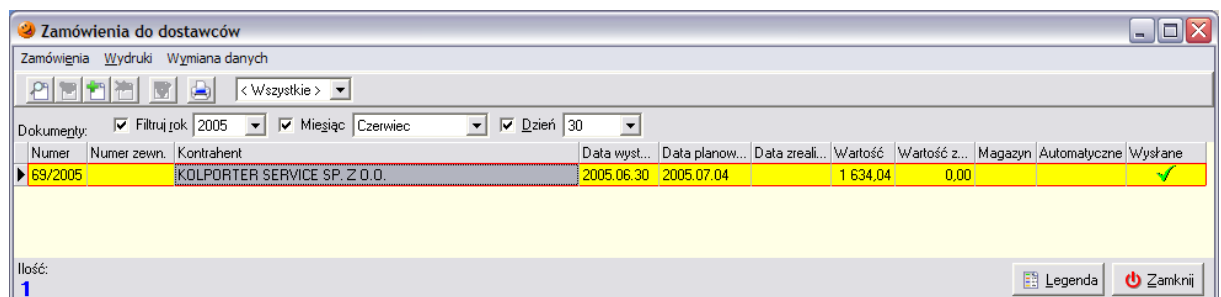 Zamówienia do dostawców
Zamówienia Wydruki Wymiana danych
< Wszystkie >
Dokumenty: Filtruj rok 2005 Miesiąc Czerwiec Dzień 30
Numer Numer zewn. Kontrahent Data wyst... Data planow... Data zreali... Wartość Wartość z... Magazyn Automatyczne Wysłane
69/2005 KOLPORTER SERVICE SP. Z O.O. 2005.06.30 2005.07.04 1 634,04 0,00
Ilość:
1
Legenda Zamknij